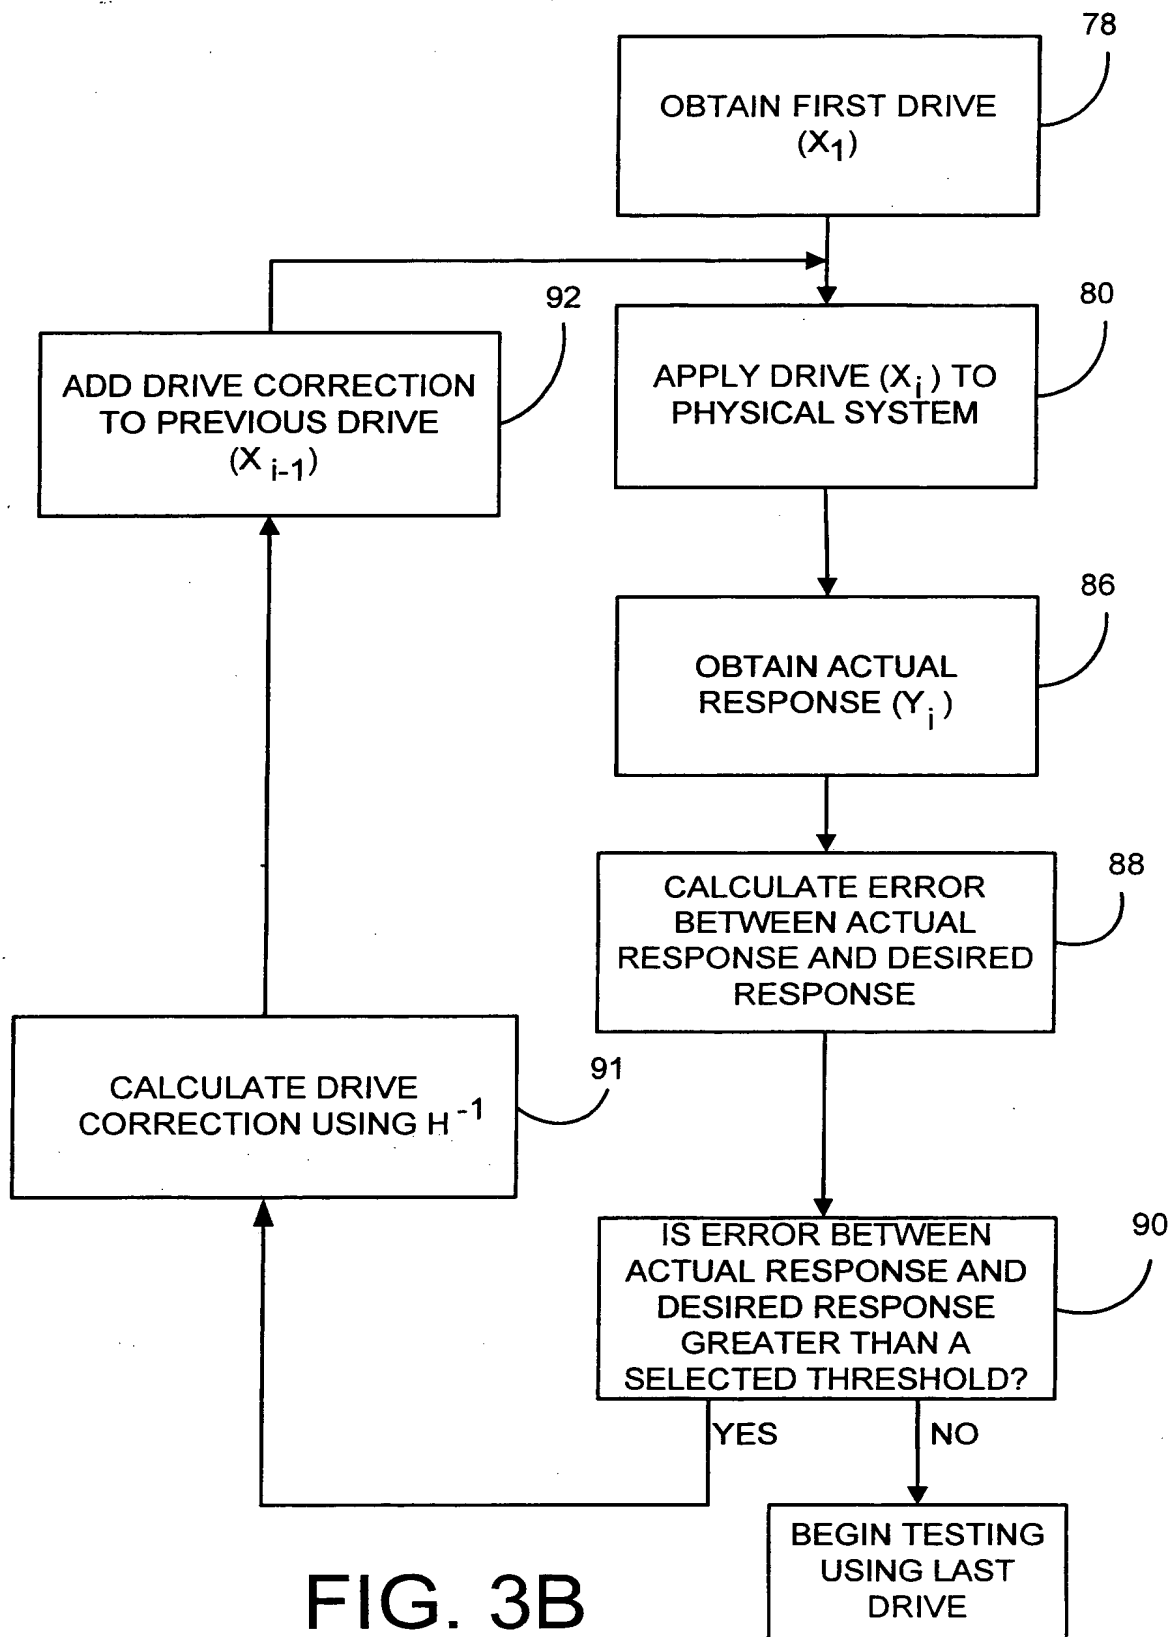 78
OBTAIN FIRST DRIVE
(X1)
92
80
ADD DRIVE CORRECTION
TO PREVIOUS DRIVE
(X i-1)
APPLY DRIVE (Xi) TO
PHYSICAL SYSTEM
86
OBTAIN ACTUAL
RESPONSE (Yi)
88
CALCULATE ERROR
BETWEEN ACTUAL
RESPONSE AND DESIRED
RESPONSE
91
CALCULATE DRIVE
CORRECTION USING H-1
90
IS ERROR BETWEEN
ACTUAL RESPONSE AND
DESIRED RESPONSE
GREATER THAN A
SELECTED THRESHOLD?
YES
NO
BEGIN TESTING
USING LAST
DRIVE
FIG. 3B